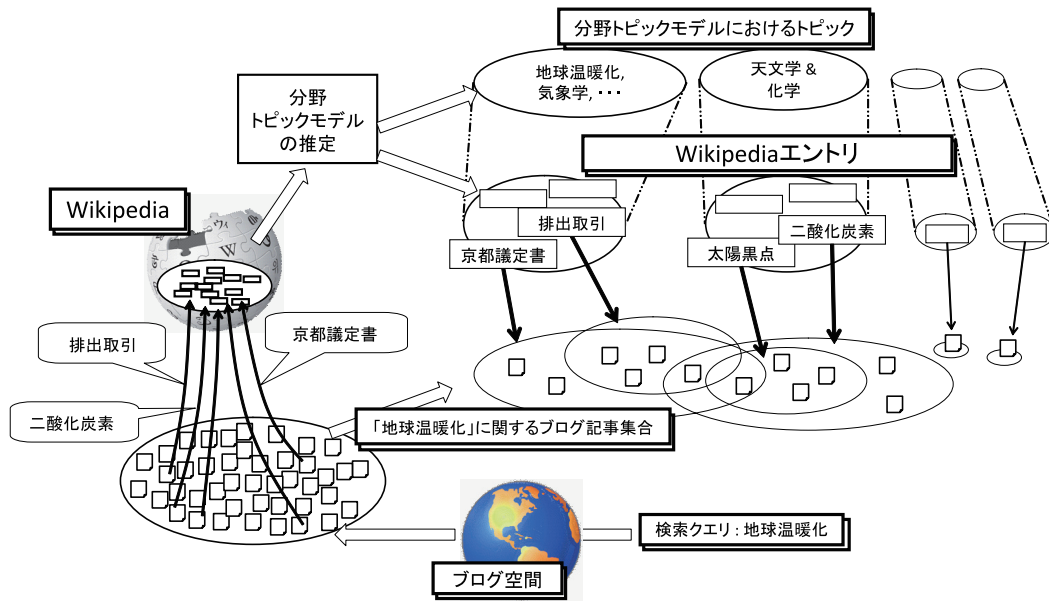 分野トピックモデルにおけるトピック
地球温暖化,
気象学, ・・・
天文学 &
化学
分野
トピックモデル
の推定
Wikipediaエントリ
Wikipedia
排出取引
京都議定書
二酸化炭素
太陽黒点
排出取引
京都議定書
二酸化炭素
「地球温暖化」に関するブログ記事集合
検索クエリ : 地球温暖化
ブログ空間